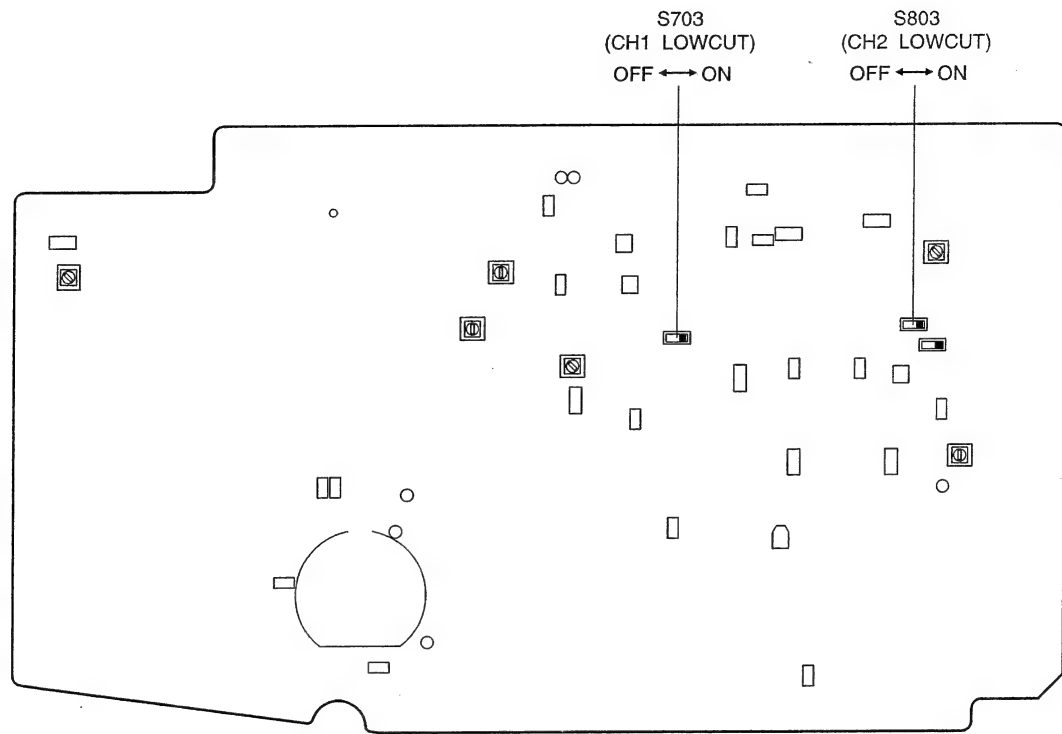 S703
(CH1 LOWCUT)
OFF ↔ ON
S803
(CH2 LOWCUT)
OFF ↔ ON